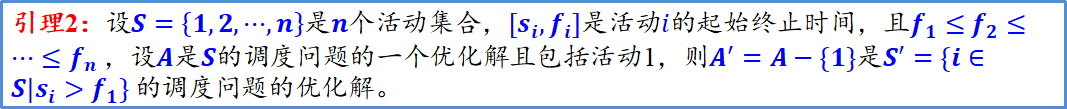 引理2：设S = {1, 2, ⋯, n}是n个活动集合，[sᵢ, fᵢ]是活动i的起始终止时间，且f₁ ≤ f₂ ≤
⋯ ≤ fₙ，设A是S的调度问题的一个优化解且包括活动1，则A′ = A − {1}是S′ = {i ∈
S|sᵢ > f₁} 的调度问题的优化解。